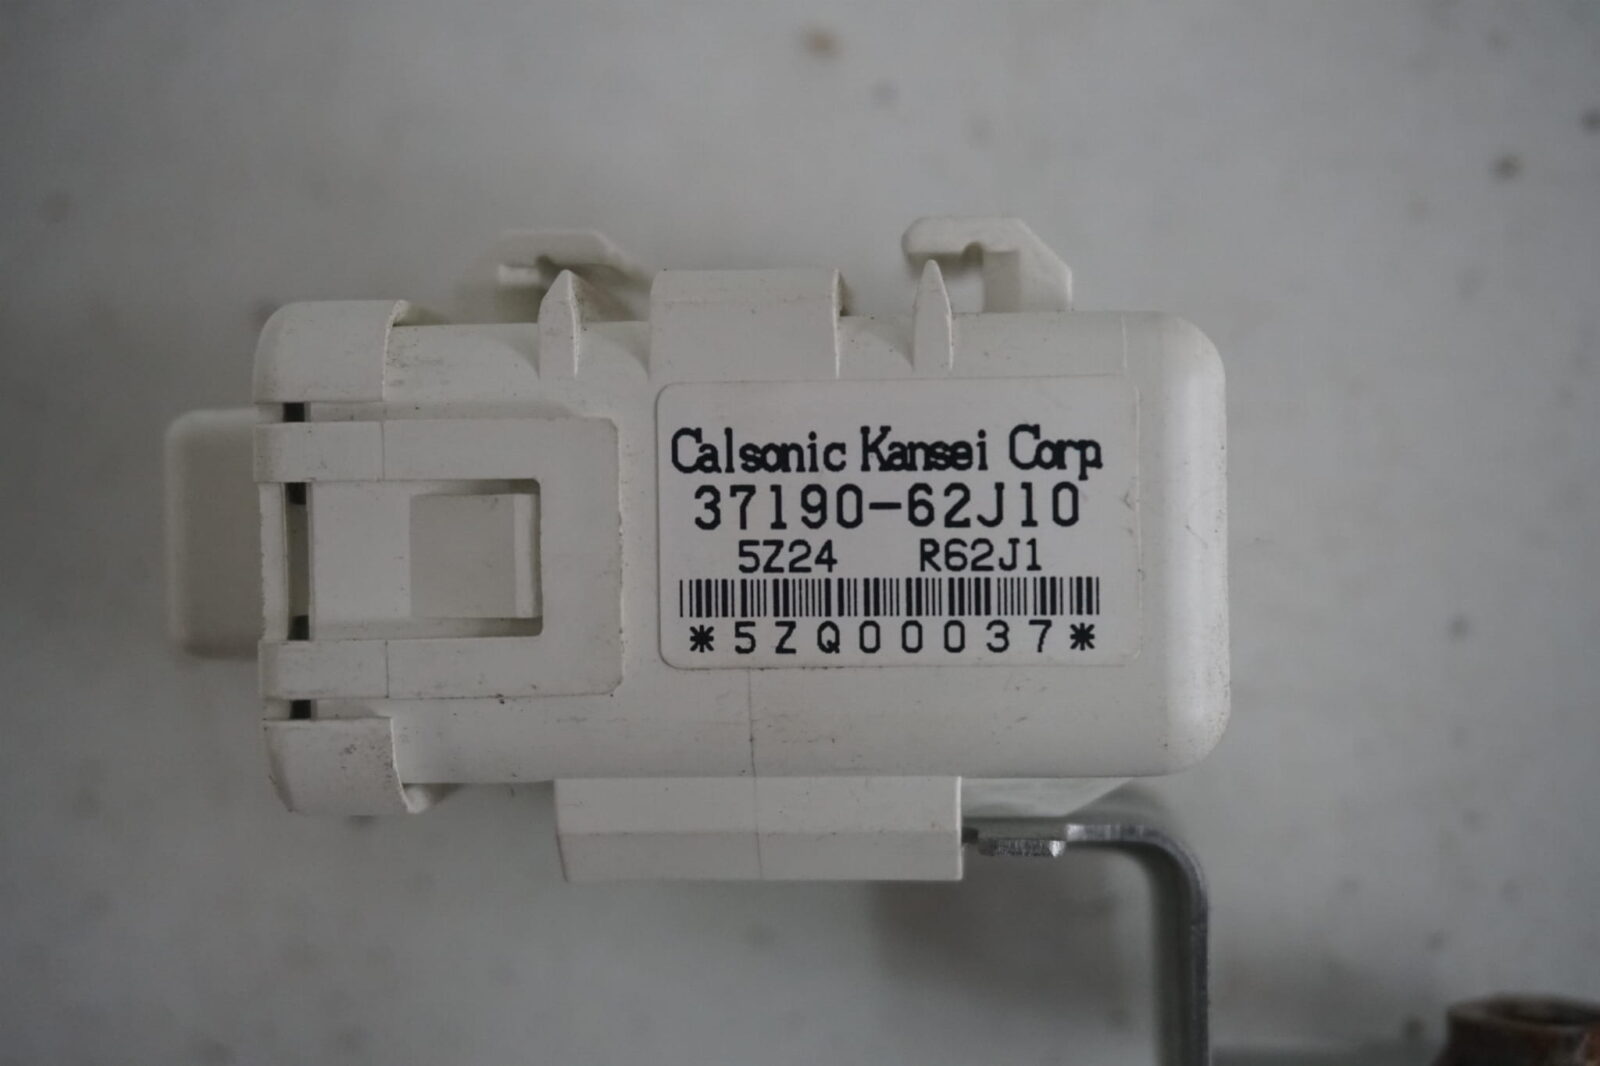 Calsonic Kansei Corp
37190-62J10
5Z24 R62J1
*5ZQ00037*